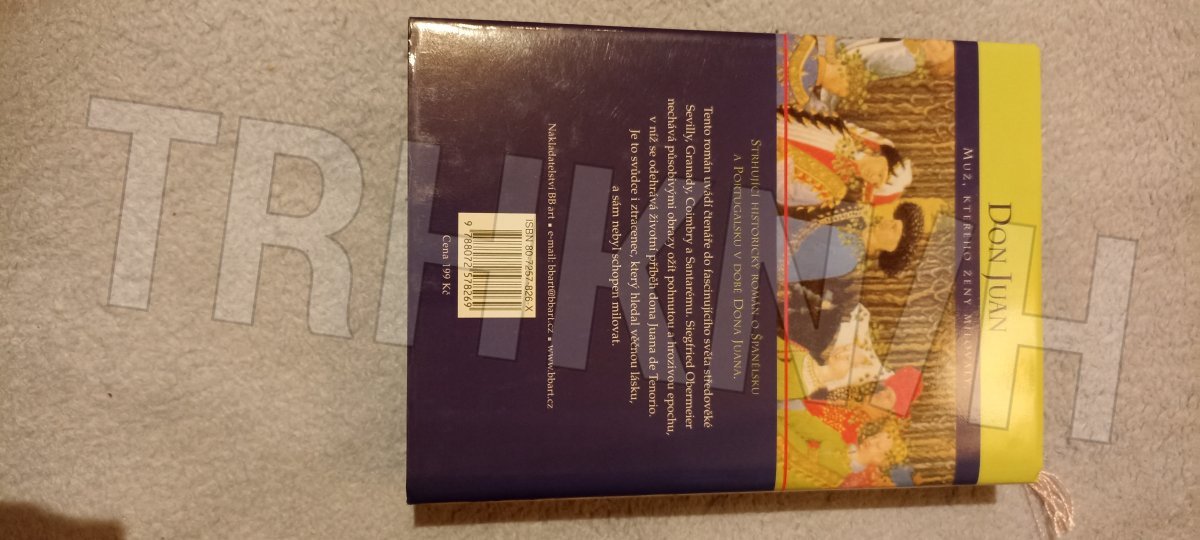 DON JUAN
MUŽ, KTERÉHO ŽENY MILOVALY
STRHUJÍCÍ HISTORICKÝ ROMÁN O ŠPANĚLSKU
A PORTUGALSKU V DOBĚ DONA JUANA.
Tento román uvádí čtenáře do fascinujícího světa středověké
Sevilly, Granady, Coimbry a Santarému. Siegfried Obermeier
nechává působivými obrazy ožít pohnutou a hrozivou epochu,
v níž se odehrává životní příběh dona Juana de Tenorio.
Je to svůdce i ztracenec, který hledal věčnou lásku,
a sám nebyl schopen milovat.
Nakladatelství BB art ▪ e-mail: bbart@bbart.cz ▪ www.bbart.cz
ISBN 80-7257-826-X
9 788072 578269
Cena 199 Kč
TRHKNIH